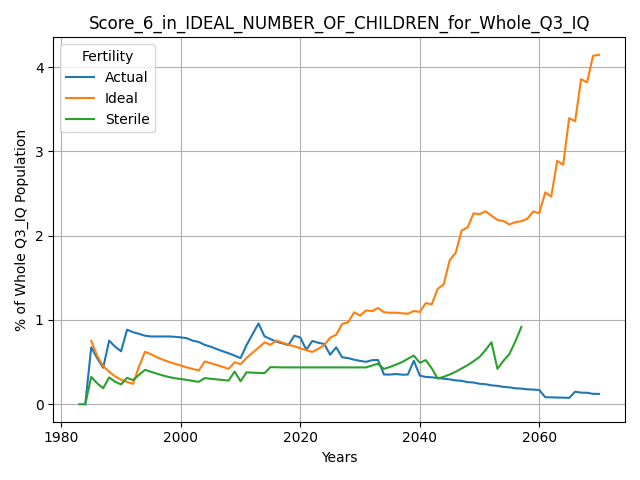 Score_6_in_IDEAL_NUMBER_OF_CHILDREN_for_Whole_Q3_IQ
Fertility
Actual
Ideal
Sterile
% of Whole Q3_IQ Population
4
3
2
1
0
1980 2000 2020 2040 2060
Years